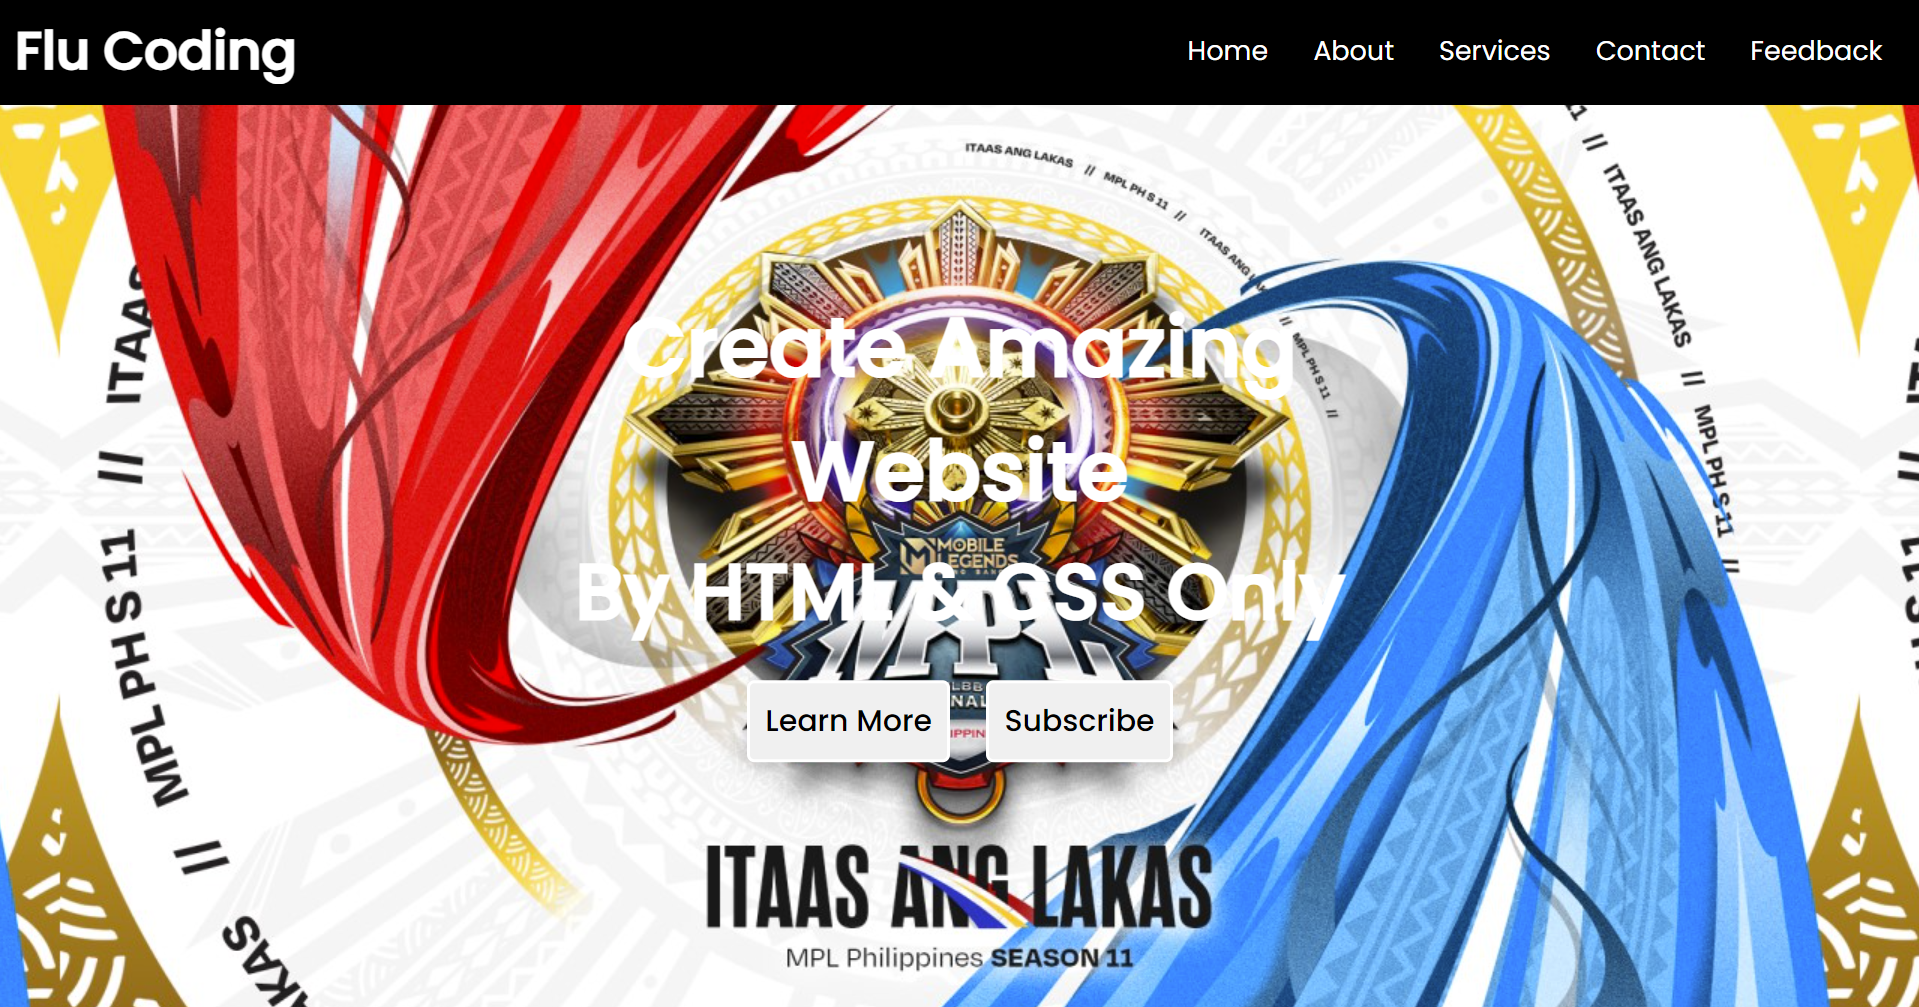 Flu Coding
Home About Services Contact Feedback
ITAAS ANG LAKAS // MPL PH S 11 // ITAAS ANG // MPL PH S 11 //
11 // ITAAS ANG LAKAS // MPL PH S 11 //
ITAAS // MPL PH S 11 // AKAS
Create Amazing
Website
By HTML & CSS Only
MOBILE
LEGENDS
MPL
Learn More Subscribe
ITAAS ANG LAKAS
MPL Philippines SEASON 11